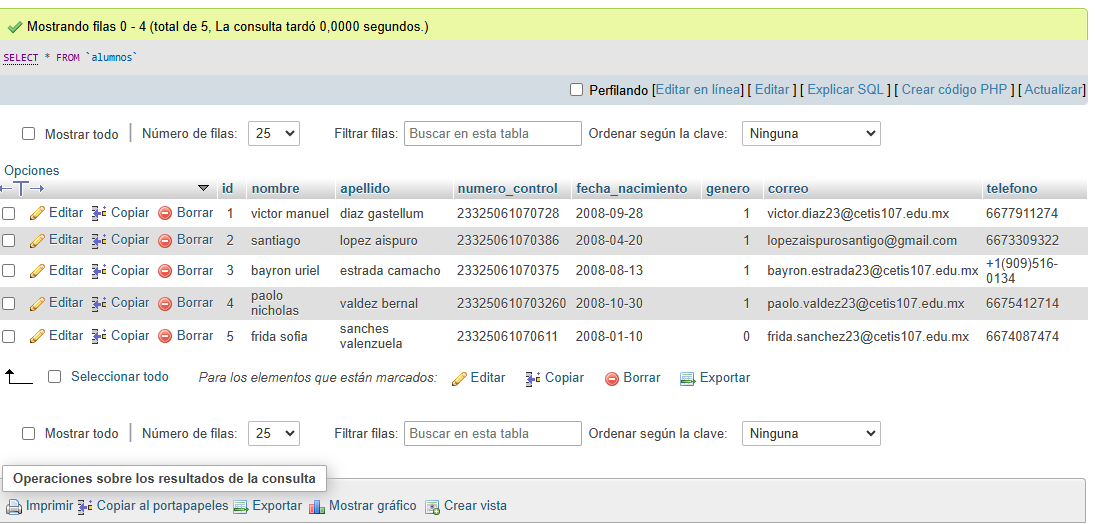 Mostrando filas 0 - 4 (total de 5, La consulta tardó 0,0000 segundos.)
SELECT * FROM `alumnos`
Perfilando [Editar en línea] [ Editar ] [ Explicar SQL ] [ Crear código PHP ] [ Actualizar]
Mostrar todo Número de filas: 25 Filtrar filas: Buscar en esta tabla Ordenar según la clave: Ninguna
Opciones
id nombre apellido numero_control fecha_nacimiento genero correo telefono
Editar Copiar Borrar 1 victor manuel diaz gastellum 23325061070728 2008-09-28 1 victor.diaz23@cetis107.edu.mx 6677911274
Editar Copiar Borrar 2 santiago lopez aispuro 23325061070386 2008-04-20 1 lopezaispurosantigo@gmail.com 6673309322
Editar Copiar Borrar 3 bayron uriel estrada camacho 23325061070375 2008-08-13 1 bayron.estrada23@cetis107.edu.mx +1(909)516-
0134
Editar Copiar Borrar 4 paolo
nicholas valdez bernal 233250610703260 2008-10-30 1 paolo.valdez23@cetis107.edu.mx 6675412714
Editar Copiar Borrar 5 frida sofia sanches
valenzuela 23325061070611 2008-01-10 0 frida.sanchez23@cetis107.edu.mx 6674087474
Seleccionar todo Para los elementos que están marcados: Editar Copiar Borrar Exportar
Mostrar todo Número de filas: 25 Filtrar filas: Buscar en esta tabla Ordenar según la clave: Ninguna
Operaciones sobre los resultados de la consulta
Imprimir Copiar al portapapeles Exportar Mostrar gráfico Crear vista